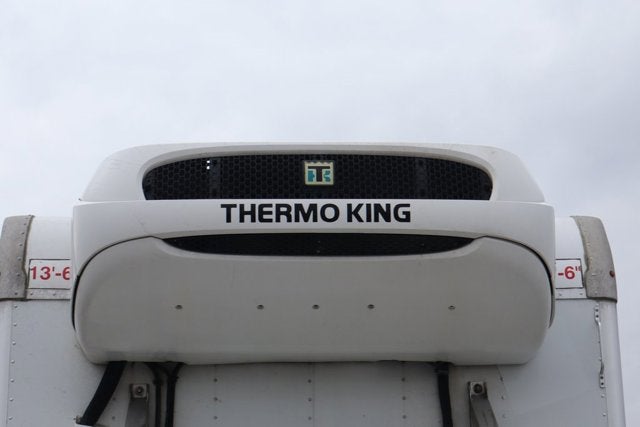 TK
THERMO KING
13'-6
-6"